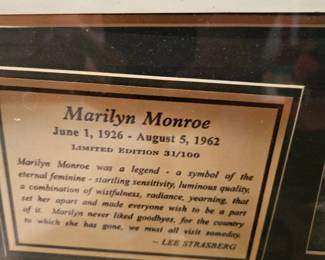 Marilyn Monroe
June 1, 1926 - August 5, 1962
LIMITED EDITION 31/100
Marilyn Monroe was a legend - a symbol of the
eternal feminine - startling sensitivity, luminous quality,
a combination of wistfulness, radiance, yearning, that
set her apart and made everyone wish to be a part
of it. Marilyn never liked goodbyes, for the country
to which she has gone, we must all visit someday.
~ LEE STRASBERG